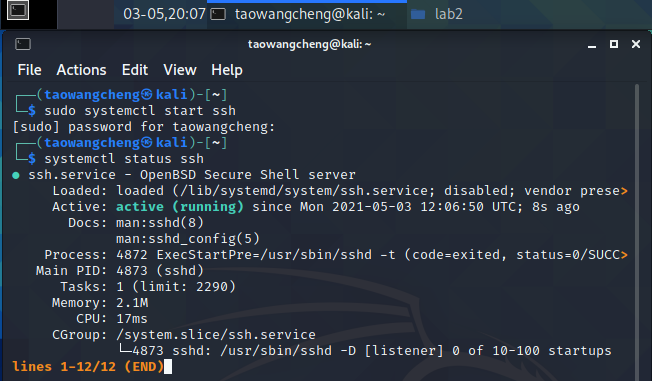 03-05,20:07 taowangcheng@kali: ~ lab2
taowangcheng@kali: ~
File Actions Edit View Help
┌──(taowangcheng㉿kali)-[~]
└─$ sudo systemctl start ssh
[sudo] password for taowangcheng:
┌──(taowangcheng㉿kali)-[~]
└─$ systemctl status ssh
● ssh.service - OpenBSD Secure Shell server
Loaded: loaded (/lib/systemd/system/ssh.service; disabled; vendor prese>
Active: active (running) since Mon 2021-05-03 12:06:50 UTC; 8s ago
Docs: man:sshd(8)
man:sshd_config(5)
Process: 4872 ExecStartPre=/usr/sbin/sshd -t (code=exited, status=0/SUCC>
Main PID: 4873 (sshd)
Tasks: 1 (limit: 2290)
Memory: 2.1M
CPU: 17ms
CGroup: /system.slice/ssh.service
└─4873 sshd: /usr/sbin/sshd -D [listener] 0 of 10-100 startups
lines 1-12/12 (END)